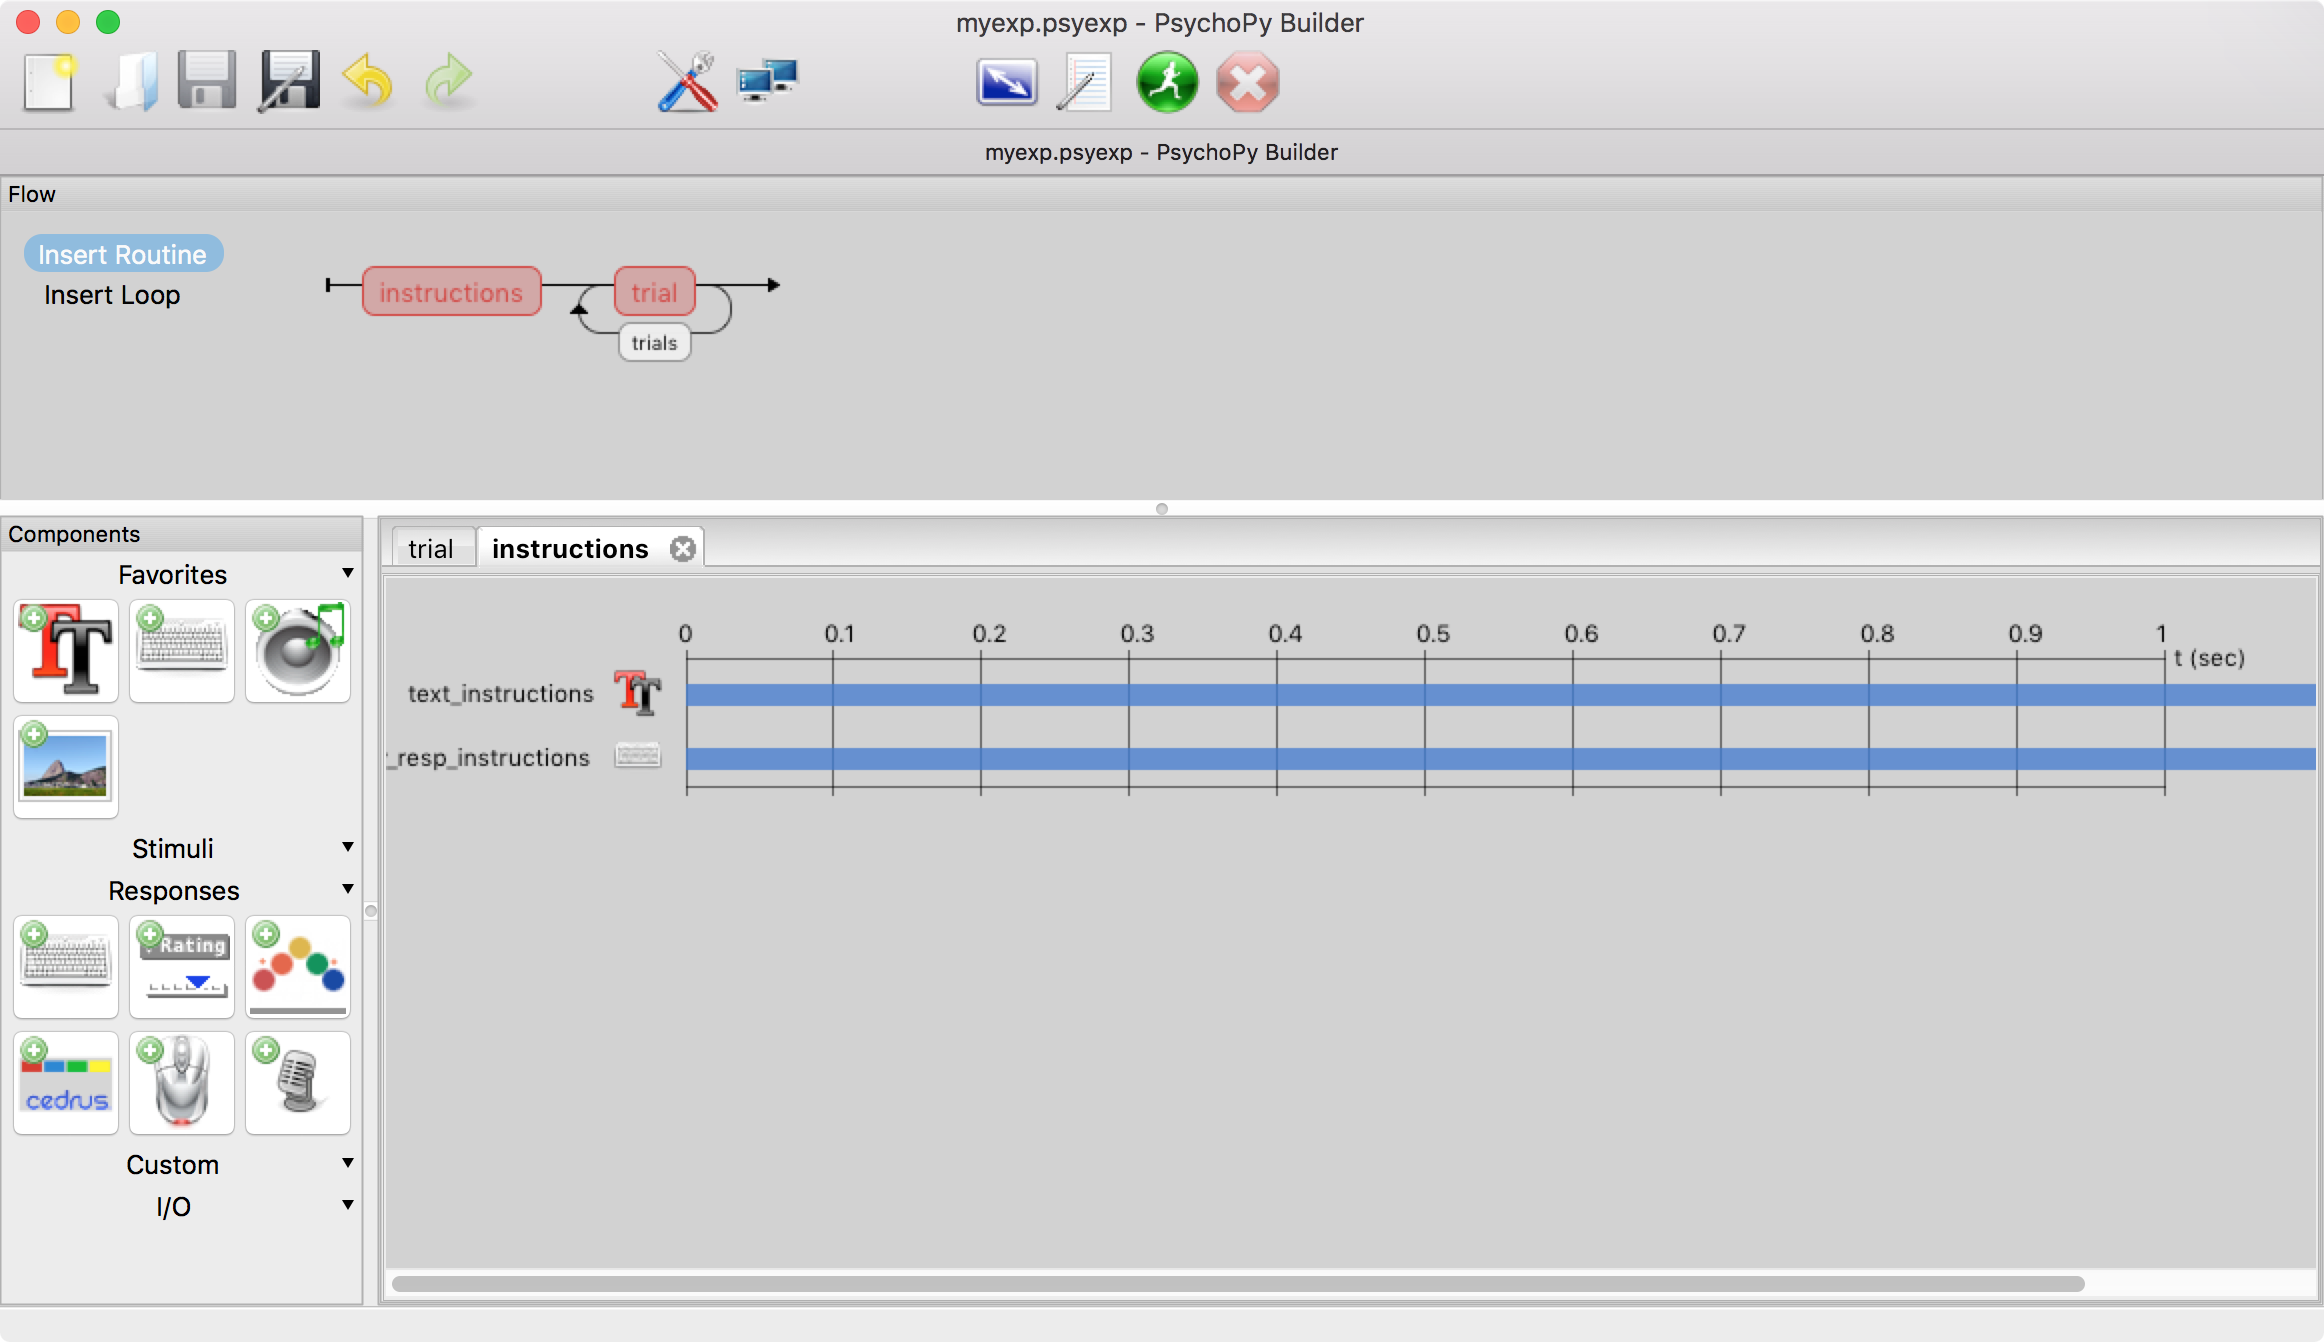 myexp.psyexp - PsychoPy Builder
myexp.psyexp - PsychoPy Builder
Flow
Insert Routine
Insert Loop
instructions
trial
trials
Components
Favorites
Stimuli
Responses
Rating
cedrus
Custom
I/O
trial
instructions
0 0.1 0.2 0.3 0.4 0.5 0.6 0.7 0.8 0.9 1
t (sec)
text_instructions
_resp_instructions